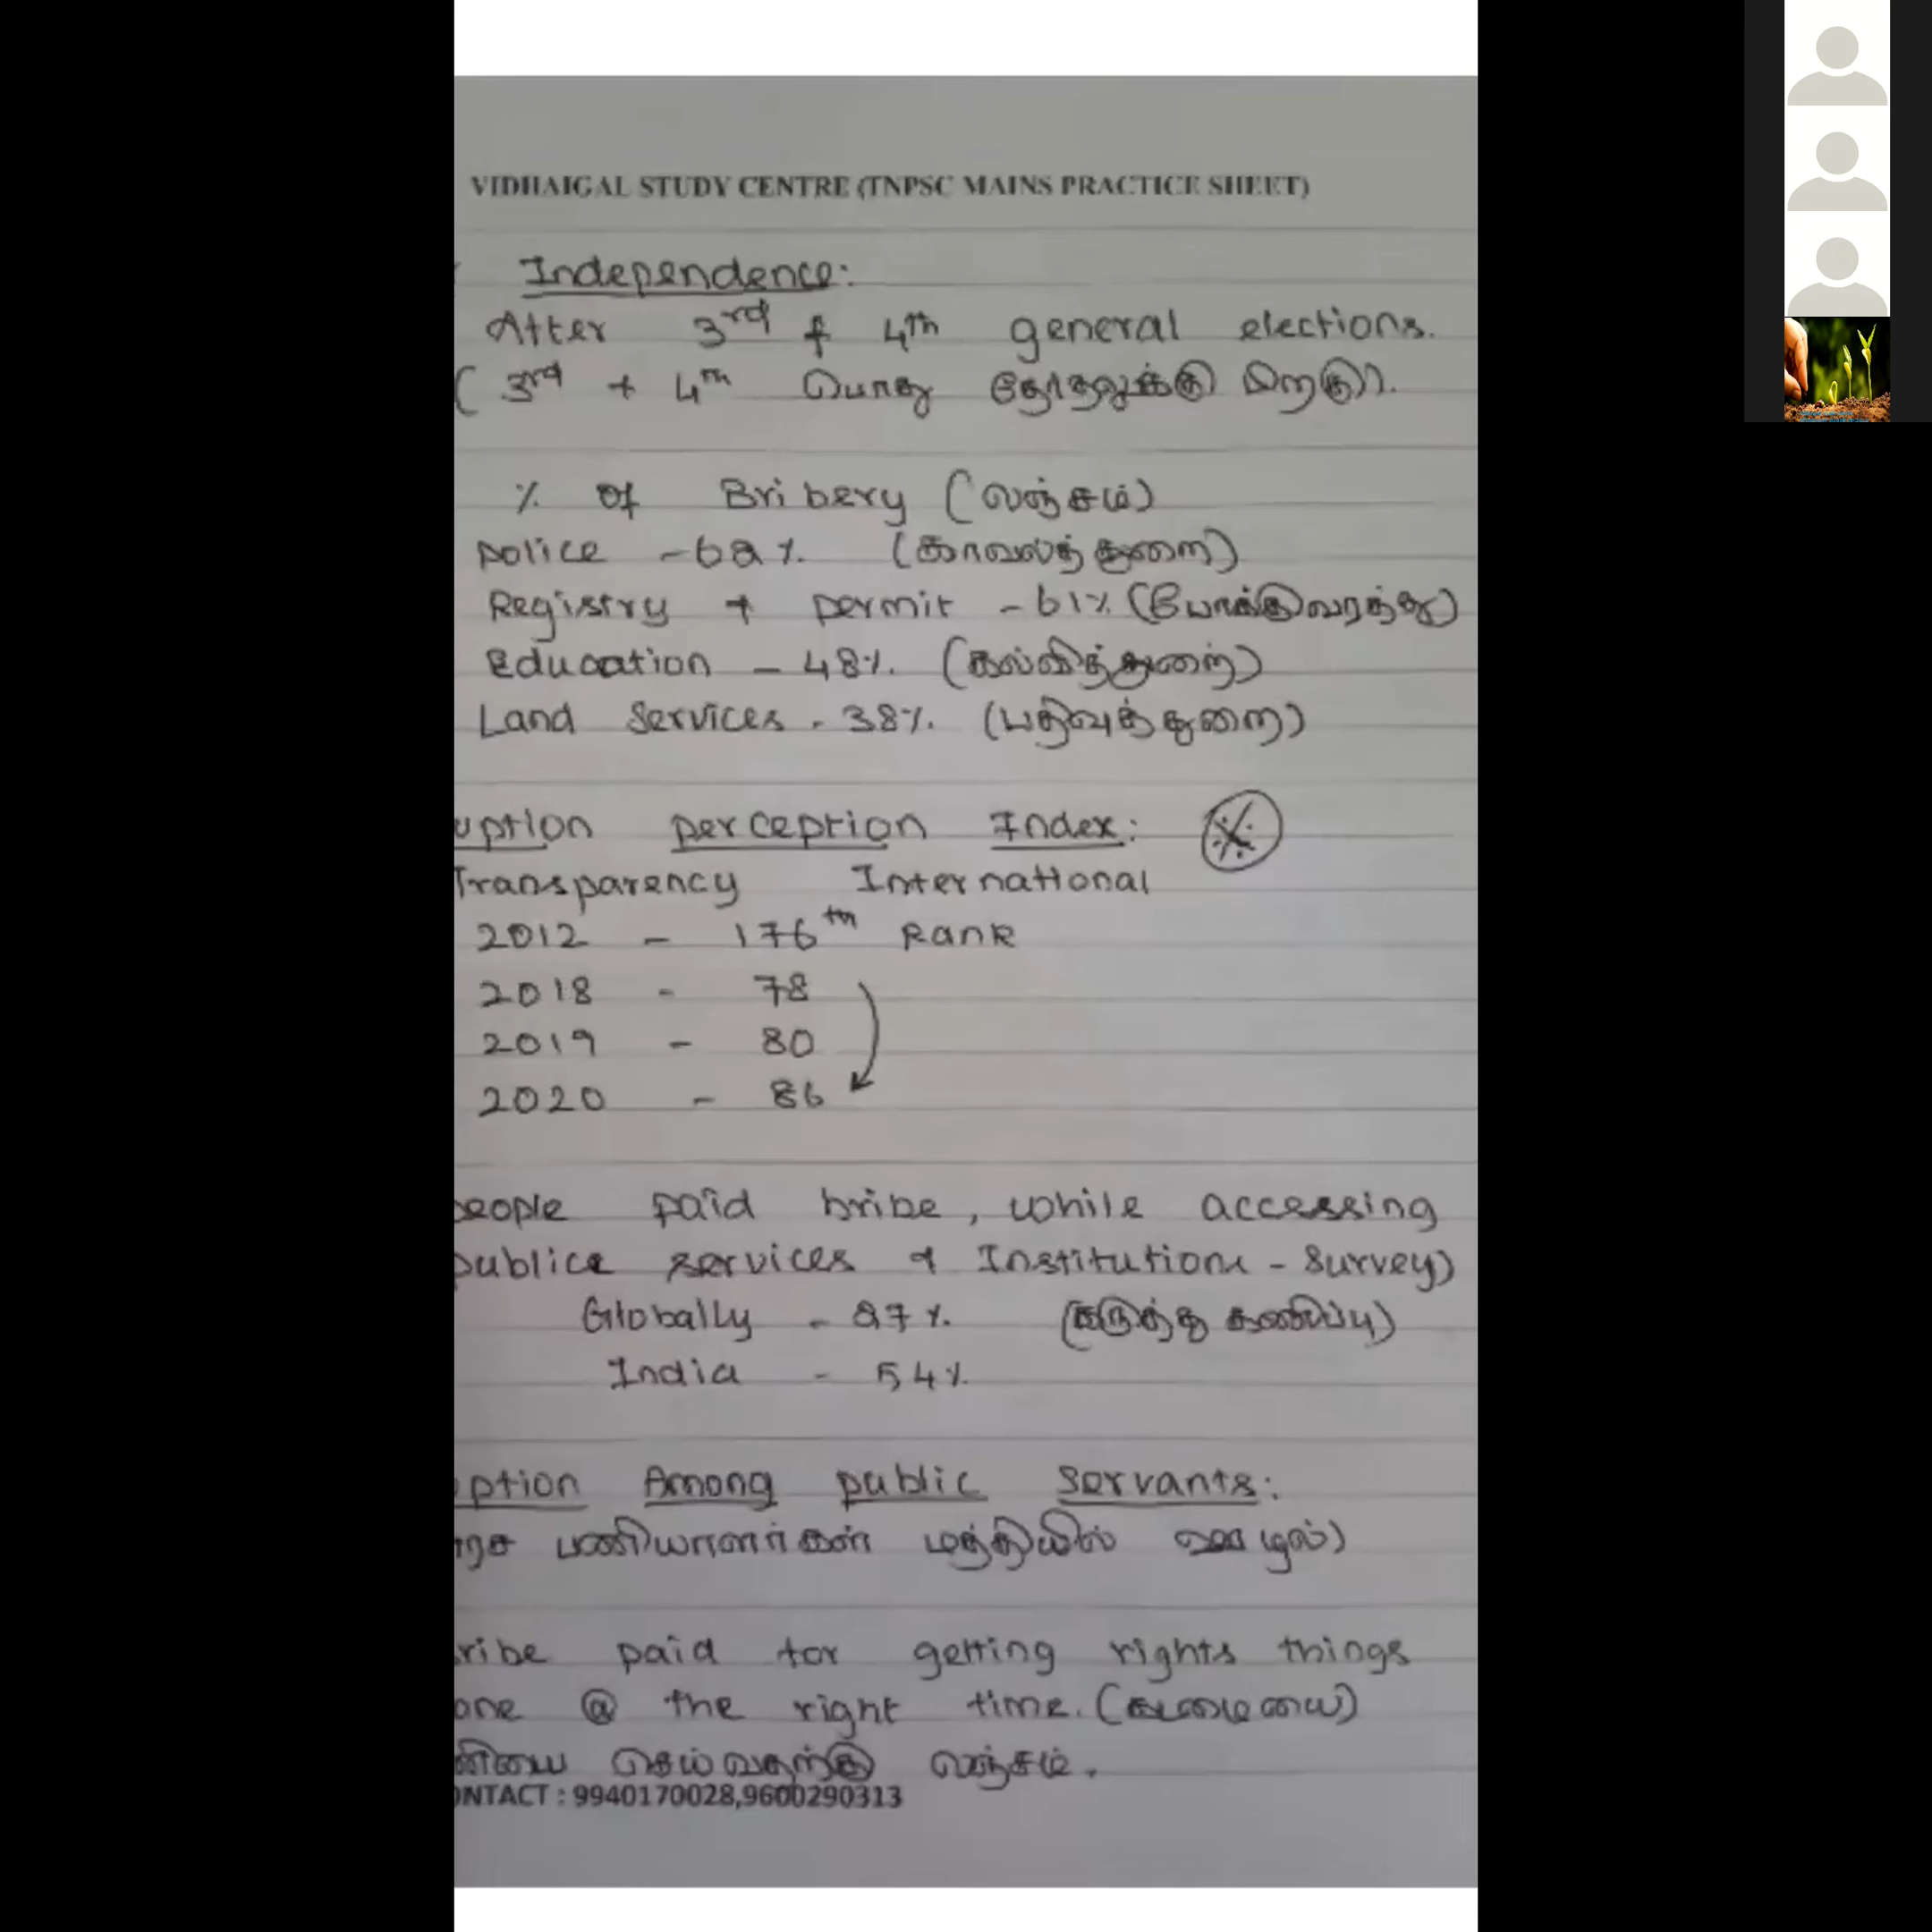 VIDHAIGAL STUDY CENTRE (TNPSC MAINS PRACTICE SHEET)
Independence:
After 3rd & 4th general elections.
( 3rd + 4th பொது தேர்தலுக்கு பிறகு).
% of Bribery (லஞ்சம்)
police - 62% (காவலத்துறை)
Registry + permit - 61% (போக்குவரத்து)
Education - 48% (கல்வித்துறை)
Land Services - 38% (பதிவுத்துறை)
uption perception Index:
Transparency International
2012 - 176th Rank
2018 - 78
2019 - 80
2020 - 86
people paid bribe, while accessing
publice services & Institutions - Survey)
Globally - 27% (கருத்து கணிப்பு)
India - 54%
ption Among public Servants:
ரசு பணியாளர்கள் மத்தியில் ஊழல்)
ribe paid for getting rights things
one @ the right time. (கடமையை)
ணியை செய்வதற்கு லஞ்சம்.
ONTACT : 9940170028,9600290313